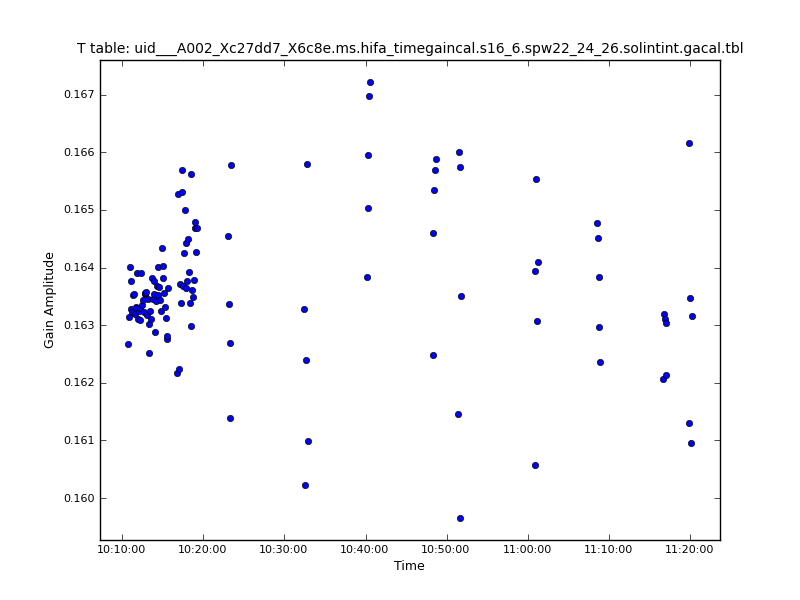 T table: uid___A002_Xc27dd7_X6c8e.ms.hifa_timegaincal.s16_6.spw22_24_26.solintint.gacal.tbl
Gain Amplitude
0.167
0.166
0.165
0.164
0.163
0.162
0.161
0.160
10:10:00 10:20:00 10:30:00 10:40:00 10:50:00 11:00:00 11:10:00 11:20:00
Time